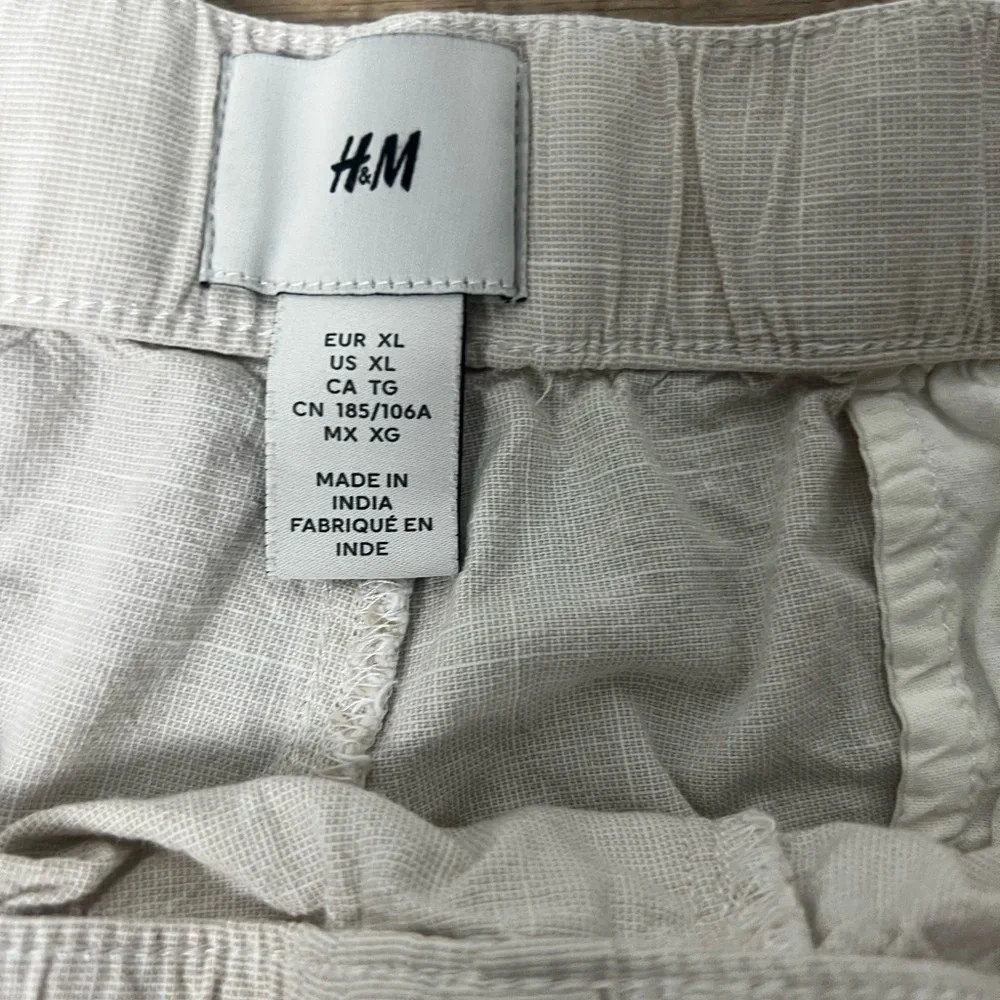 H&M
EUR XL
US XL
CA TG
CN 185/106A
MX XG
MADE IN
INDIA
FABRIQUÉ EN
INDE